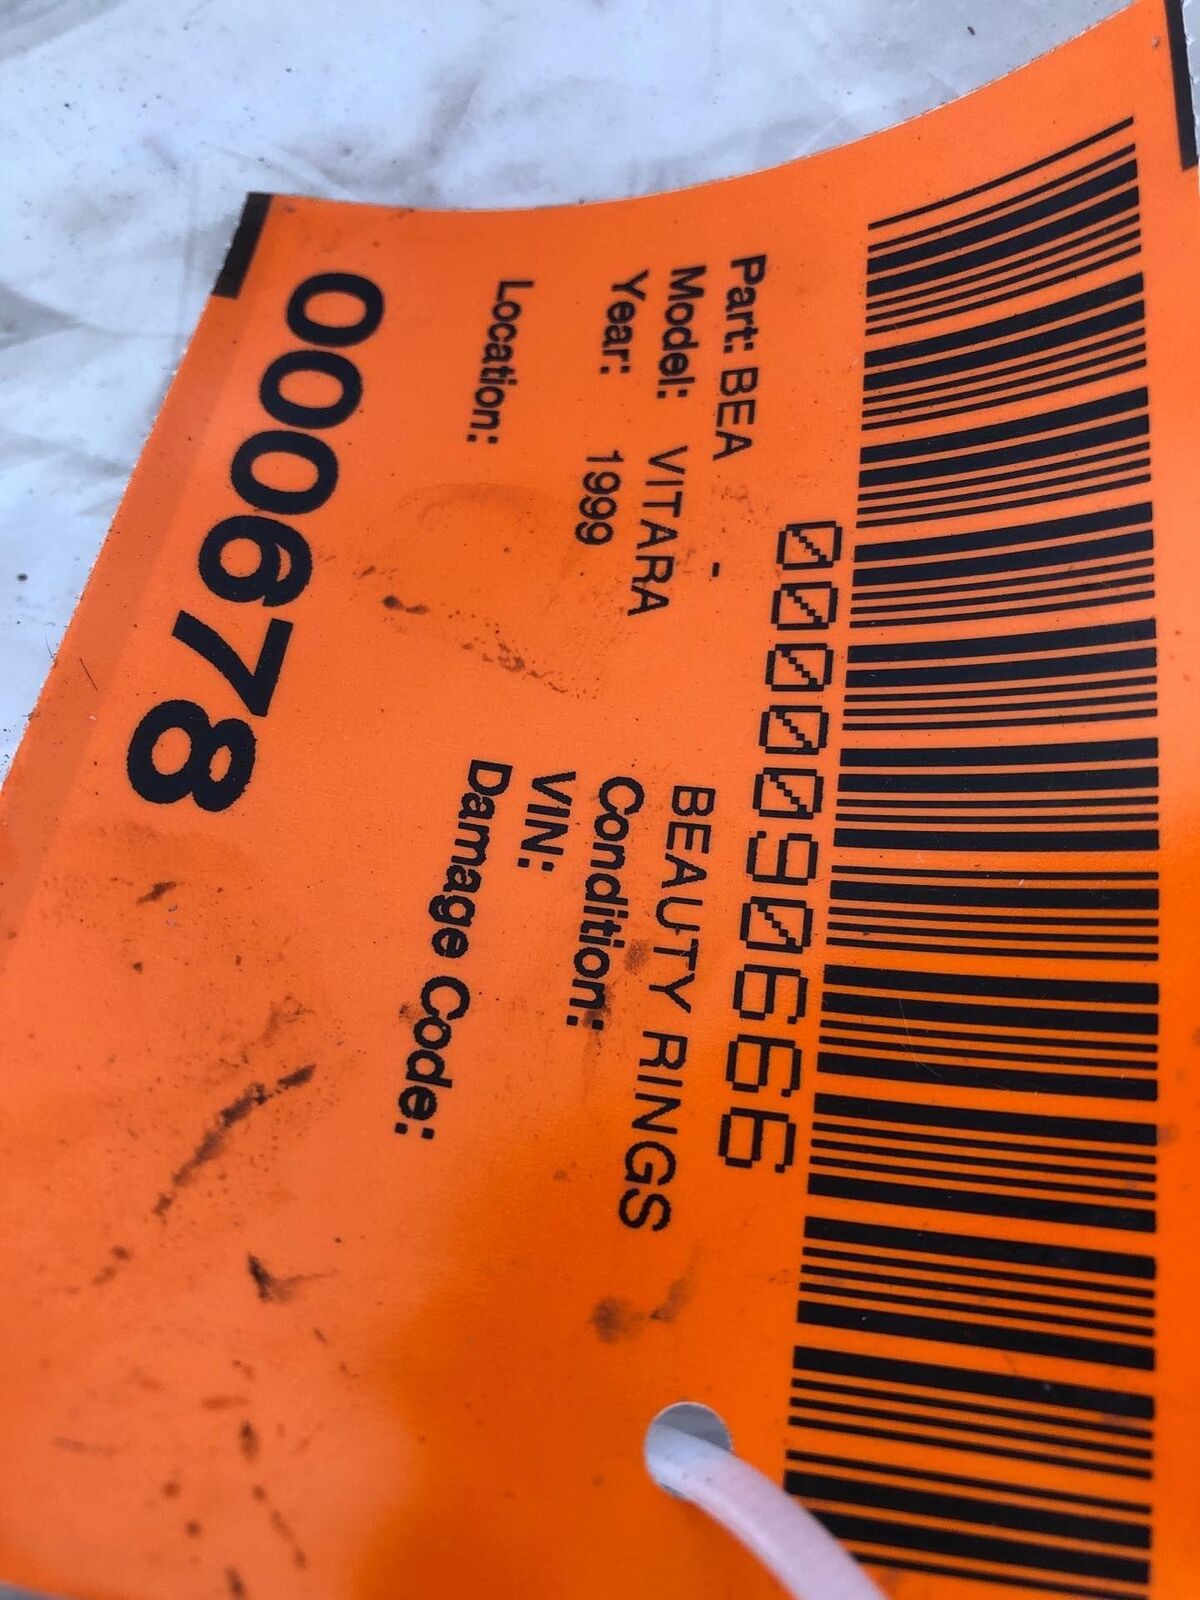 0000090666
Part: BEA - BEAUTY RINGS
Model: VITARA Condition:
Year: 1999 VIN:
Location: Damage Code:
000678